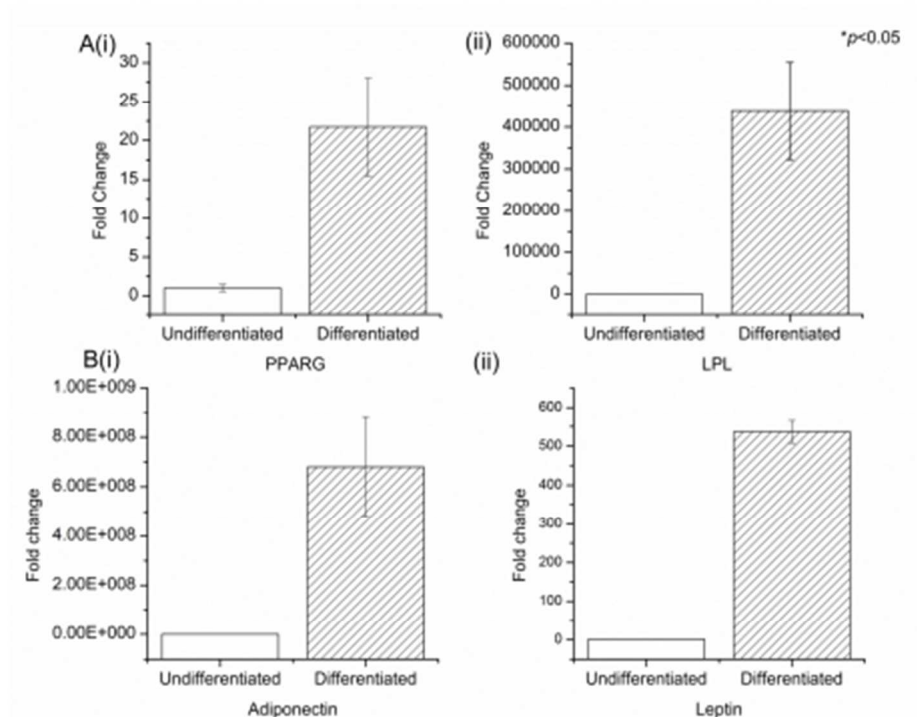 A(i)
30
25
20
15
10
5
0
Fold Change
Undifferentiated Differentiated
PPARG
(ii)
*p<0.05
600000
500000
400000
300000
200000
100000
0
Fold Change
Undifferentiated Differentiated
LPL
B(i)
1.00E+009
8.00E+008
6.00E+008
4.00E+008
2.00E+008
0.00E+000
Fold change
Undifferentiated Differentiated
Adiponectin
(ii)
600
500
400
300
200
100
0
Fold change
Undifferentiated Differentiated
Leptin